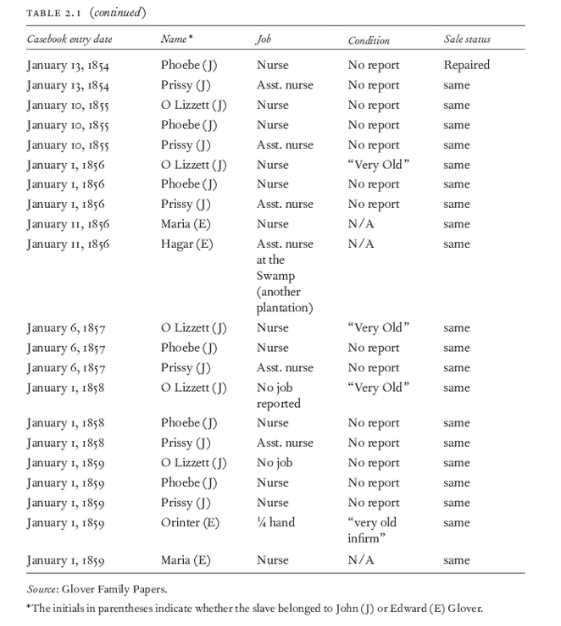 TABLE 2.1 (continued)
Casebook entry date Name* Job Condition Sale status
January 13, 1854 Phoebe (J) Nurse No report Repaired
January 13, 1854 Prissy (J) Asst. nurse No report same
January 10, 1855 O Lizzett (J) Nurse No report same
January 10, 1855 Phoebe (J) Nurse No report same
January 10, 1855 Prissy (J) Asst. nurse No report same
January 1, 1856 O Lizzett (J) Nurse “Very Old” same
January 1, 1856 Phoebe (J) Nurse No report same
January 1, 1856 Prissy (J) Asst. nurse No report same
January 11, 1856 Maria (E) Nurse N/A same
January 11, 1856 Hagar (E) Asst. nurse N/A same
at the
Swamp
(another
plantation)
January 6, 1857 O Lizzett (J) Nurse “Very Old” same
January 6, 1857 Phoebe (J) Nurse No report same
January 6, 1857 Prissy (J) Asst. nurse No report same
January 1, 1858 O Lizzett (J) No job “Very Old” same
reported
January 1, 1858 Phoebe (J) Nurse No report same
January 1, 1858 Prissy (J) Asst. nurse No report same
January 1, 1859 O Lizzett (J) No job No report same
January 1, 1859 Phoebe (J) Nurse No report same
January 1, 1859 Prissy (J) Nurse No report same
January 1, 1859 Orinter (E) ¼ hand “very old same
infirm”
January 1, 1859 Maria (E) Nurse N/A same
Source: Glover Family Papers.
*The initials in parentheses indicate whether the slave belonged to John (J) or Edward (E) Glover.